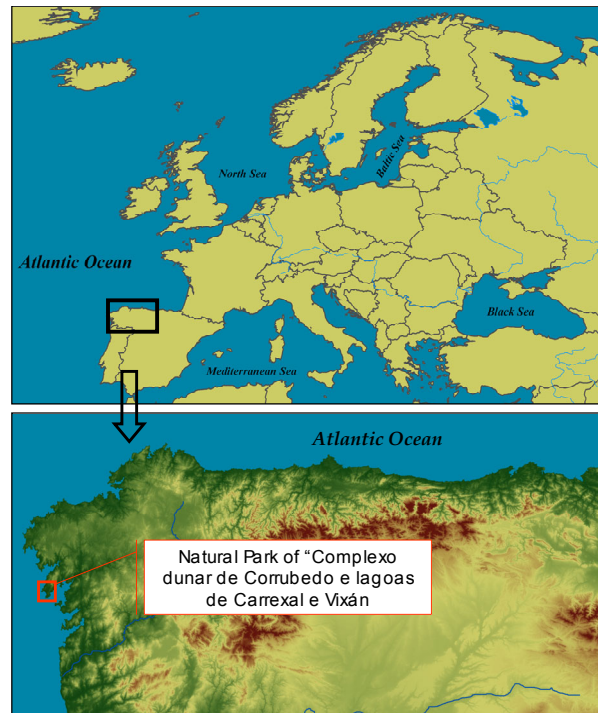 North Sea
Baltic Sea
Atlantic Ocean
Black Sea
Mediterranean Sea
Atlantic Ocean
Natural Park of “Complexo
dunar de Corrubedo e lagoas
de Carrexal e Vixán